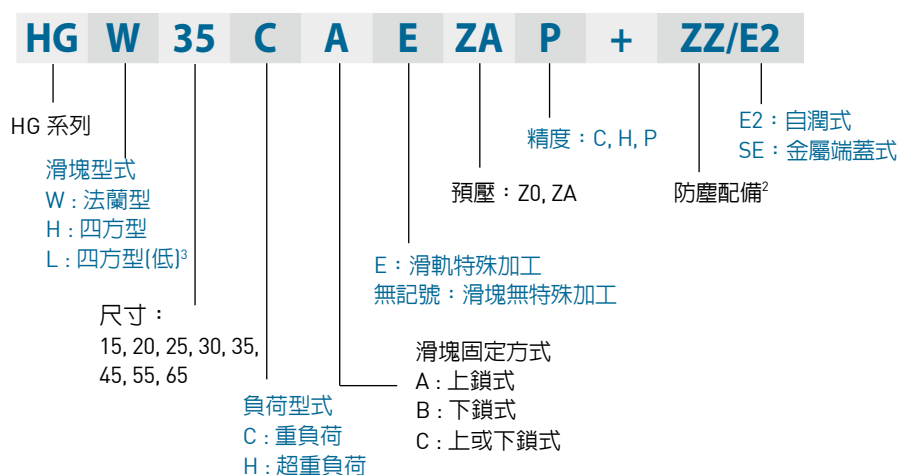 HG W 35 C A E ZA P + ZZ/E2
HG 系列
滑塊型式
W : 法蘭型
H : 四方型
L : 四方型(低)³
尺寸：
15, 20, 25, 30, 35,
45, 55, 65
負荷型式
C : 重負荷
H : 超重負荷
滑塊固定方式
A : 上鎖式
B : 下鎖式
C : 上或下鎖式
E：滑軌特殊加工
無記號：滑塊無特殊加工
預壓：Z0, ZA
精度：C, H, P
防塵配備²
E2：自潤式
SE：金屬端蓋式